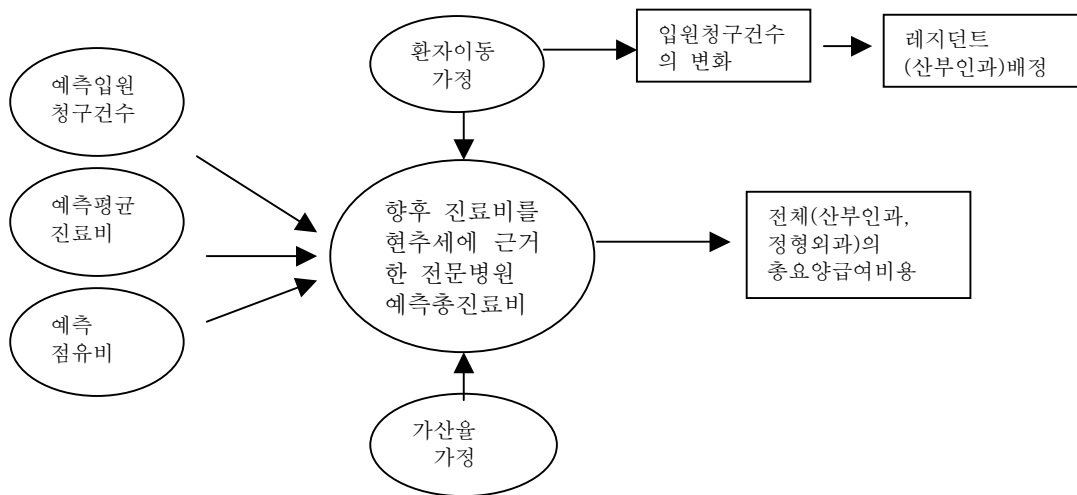 예측입원
청구건수
예측평균
진료비
예측
점유비
환자이동
가정
향후 진료비를
현추세에 근거
한 전문병원
예측총진료비
가산율
가정
입원청구건수
의 변화
레지던트
(산부인과)배정
전체(산부인과,
정형외과)의
총요양급여비용